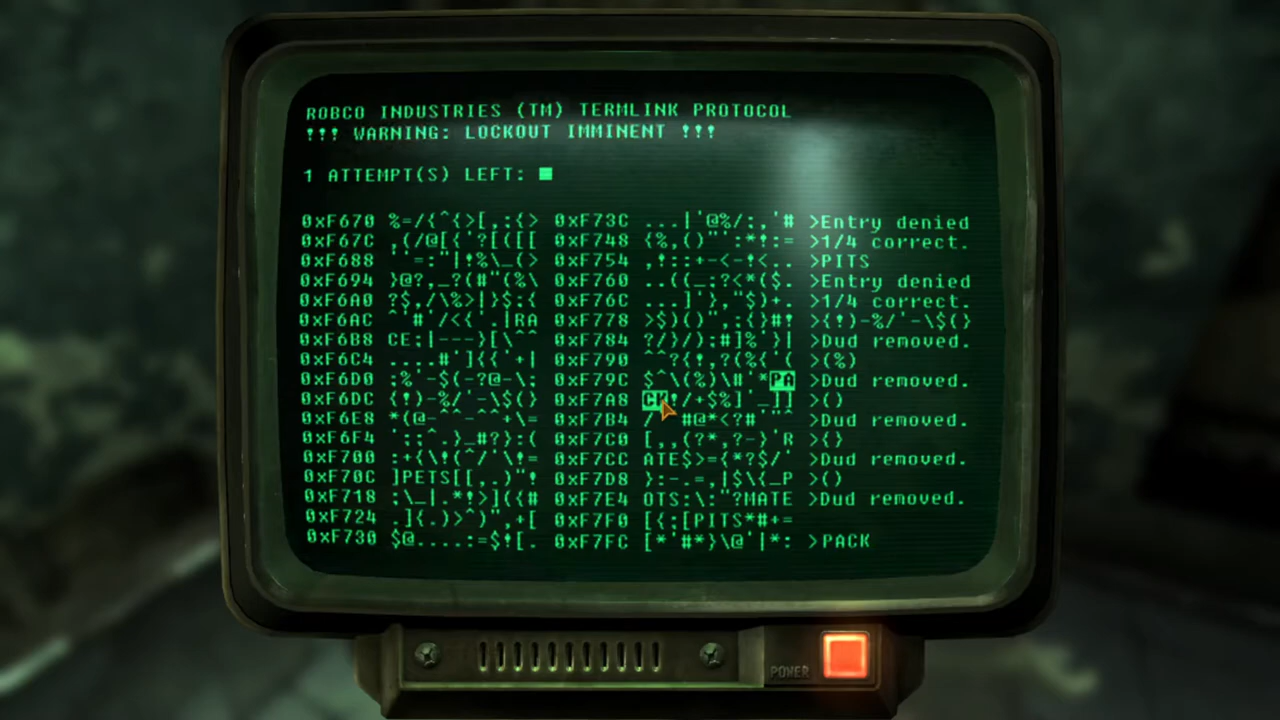 ROBCO INDUSTRIES (TM) TERMLINK PROTOCOL
!!! WARNING: LOCKOUT IMMINENT !!!
1 ATTEMPT(S) LEFT:
0xF670 %=/{^{>[,:{> 0xF73C ...|'@%/:,'# >Entry denied
0xF67C ,(/@[{'?[([[ 0xF748 {%,()"":*!:= >1/4 correct.
0xF688 ''=:"|!%\_(> 0xF754 ,!::+-<-!<.. >PITS
0xF694 }@?,_?(#"(%\ 0xF760 ..((_:?<*($. >Entry denied
0xF6A0 ?$,/\%>|}$:{ 0xF76C ...]'},"$)+. >1/4 correct.
0xF6AC ^'#'/<{'.|RA 0xF778 >$)()",;{}#! >{!)-%/'-\$(}
0xF6B8 CE;|---}[\^^ 0xF784 ?/}/);#]%'}| >Dud removed.
0xF6C4 ....#']{{'+| 0xF790 ^^?{!,?(%{'( >(%)
0xF6D0 :%'-$(-?@-\: 0xF79C $^\(%)\#'*PA >Dud removed.
0xF6DC {!)-%/'-\$(} 0xF7A8 CK!/+$%]'_]] >()
0xF6E8 *(@-^^-^^+\= 0xF7B4 #@*<?#'"^ >Dud removed.
0xF6F4 ':;^.}_#?}:( 0xF7C0 [,,(?*,?-}'R >{}
0xF700 :+{\!(^/'\!= 0xF7CC ATE$>={*?$/' >Dud removed.
0xF70C ]PETS[[,.)"! 0xF7D8 }:-.=,|$\{_P >()
0xF718 :\_|.*!>]({# 0xF7E4 OTS:\:"?MATE >Dud removed.
0xF724 .]{.)>^)",+[ 0xF7F0 [{;[PITS*#+=
0xF730 $@....:=$![. 0xF7FC [*'#*}\@'|*: >PACK
POWER